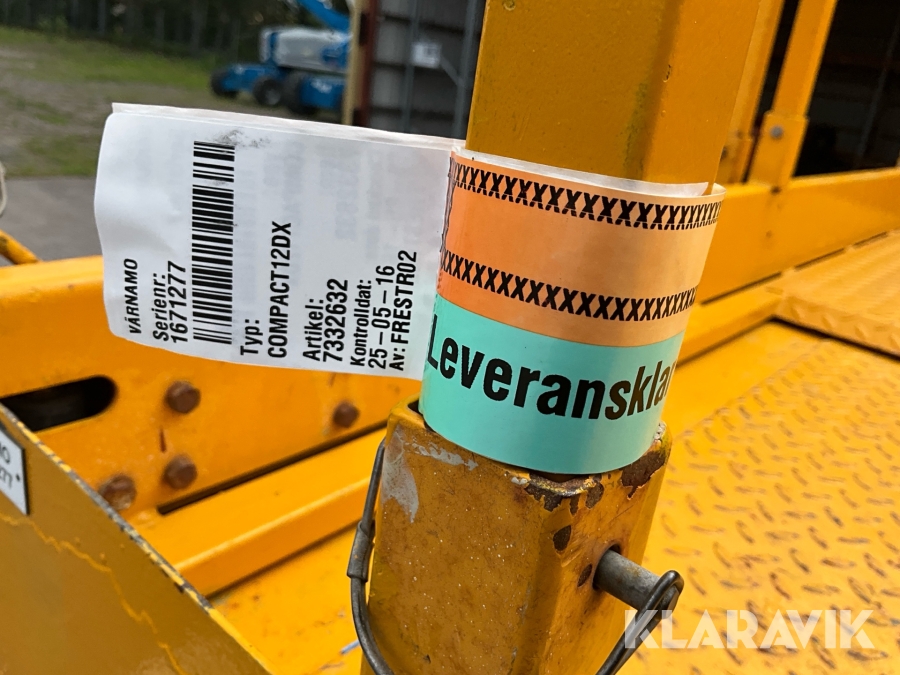 VÄRNAMO
Serienr:
1671277
Typ:
COMPACT12DX
Artikel:
7332632
Kontrolldat:
25-05-16
Av: FRESTR02
XXXXXXXXXXXXXXXXXXXXXX
XXXXXXXXXXXXXXXXXXXXXX
Leveransklar
KLARAVIK